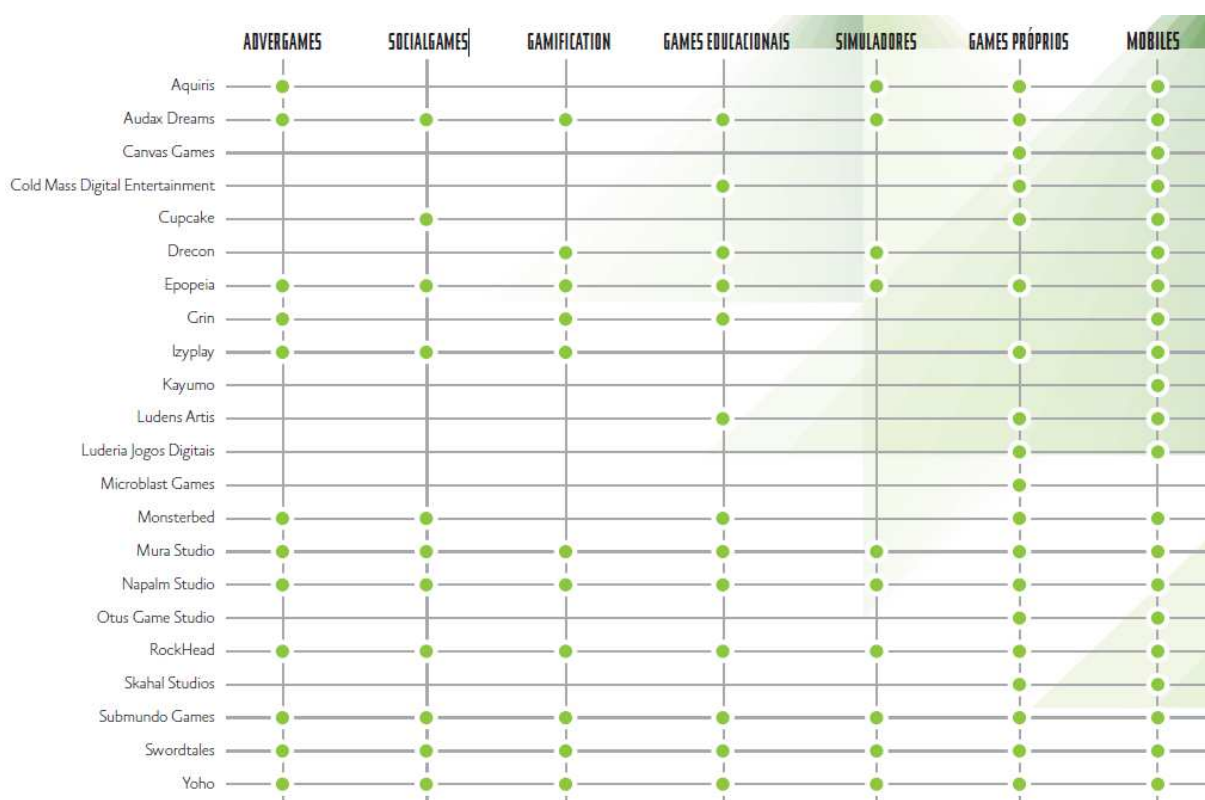 ADVERGAMES SOCIALGAMES GAMIFICATION GAMES EDUCACIONAIS SIMULADORES GAMES PRÓPRIOS MOBILES
Aquiris
Audax Dreams
Canvas Games
Cold Mass Digital Entertainment
Cupcake
Drecon
Epopeia
Grin
Izyplay
Kayumo
Ludens Artis
Luderia Jogos Digitais
Microblast Games
Monsterbed
Mura Studio
Napalm Studio
Otus Game Studio
RockHead
Skahal Studios
Submundo Games
Swordtales
Yoho